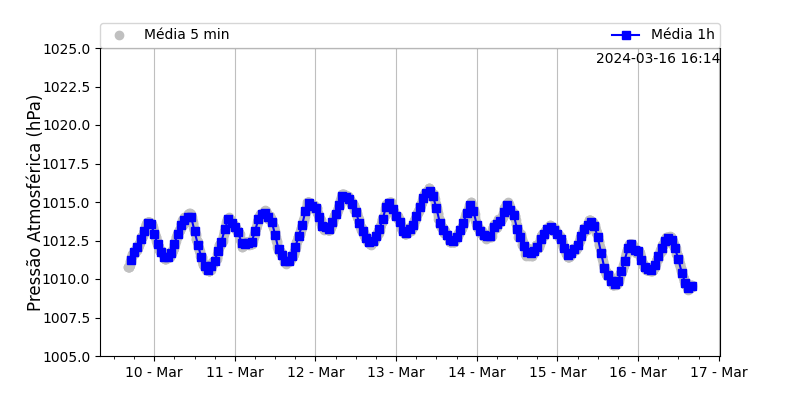 Média 5 min
Média 1h
2024-03-16 16:14
Pressão Atmosférica (hPa)
1025.0
1022.5
1020.0
1017.5
1015.0
1012.5
1010.0
1007.5
1005.0
10 - Mar
11 - Mar
12 - Mar
13 - Mar
14 - Mar
15 - Mar
16 - Mar
17 - Mar